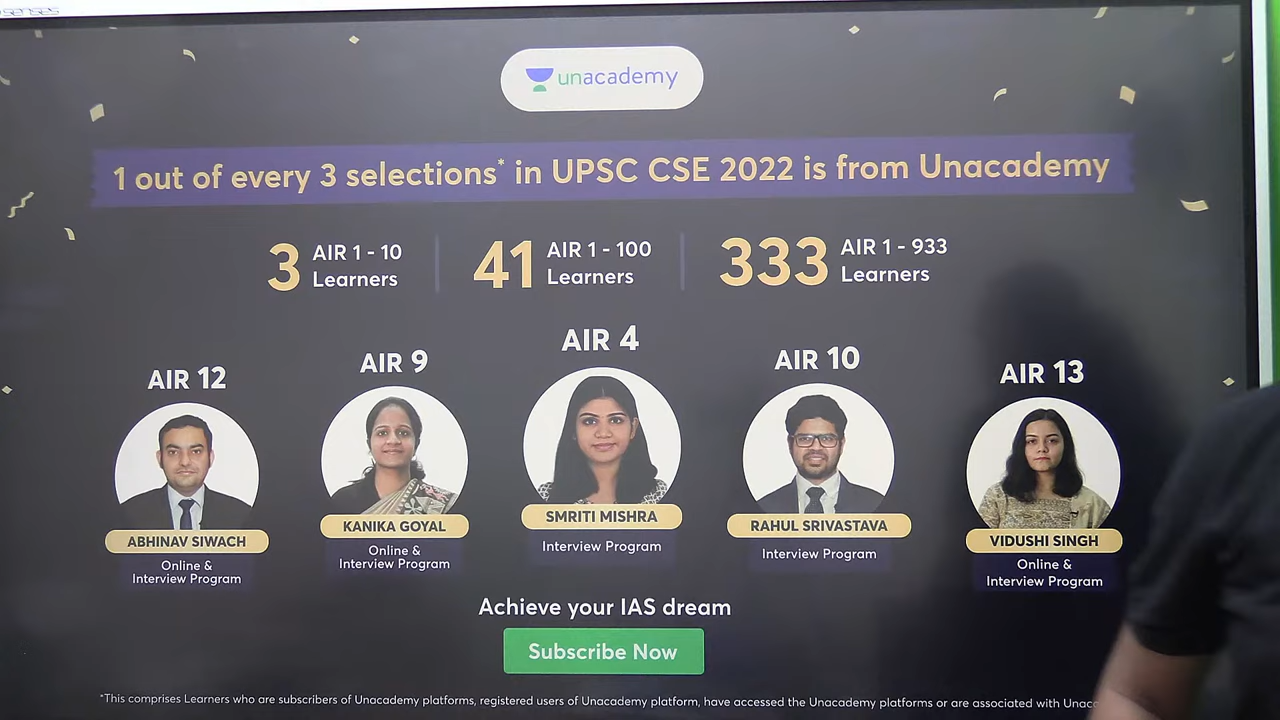 unacademy
1 out of every 3 selections* in UPSC CSE 2022 is from Unacademy
3 AIR 1 - 10 Learners
41 AIR 1 - 100 Learners
333 AIR 1 - 933 Learners
AIR 12
ABHINAV SIWACH
Online &
Interview Program
AIR 9
KANIKA GOYAL
Online &
Interview Program
AIR 4
SMRITI MISHRA
Interview Program
AIR 10
RAHUL SRIVASTAVA
Interview Program
AIR 13
VIDUSHI SINGH
Online &
Interview Program
Achieve your IAS dream
Subscribe Now
*This comprises Learners who are subscribers of Unacademy platforms, registered users of Unacademy platform, have accessed the Unacademy platforms or are associated with